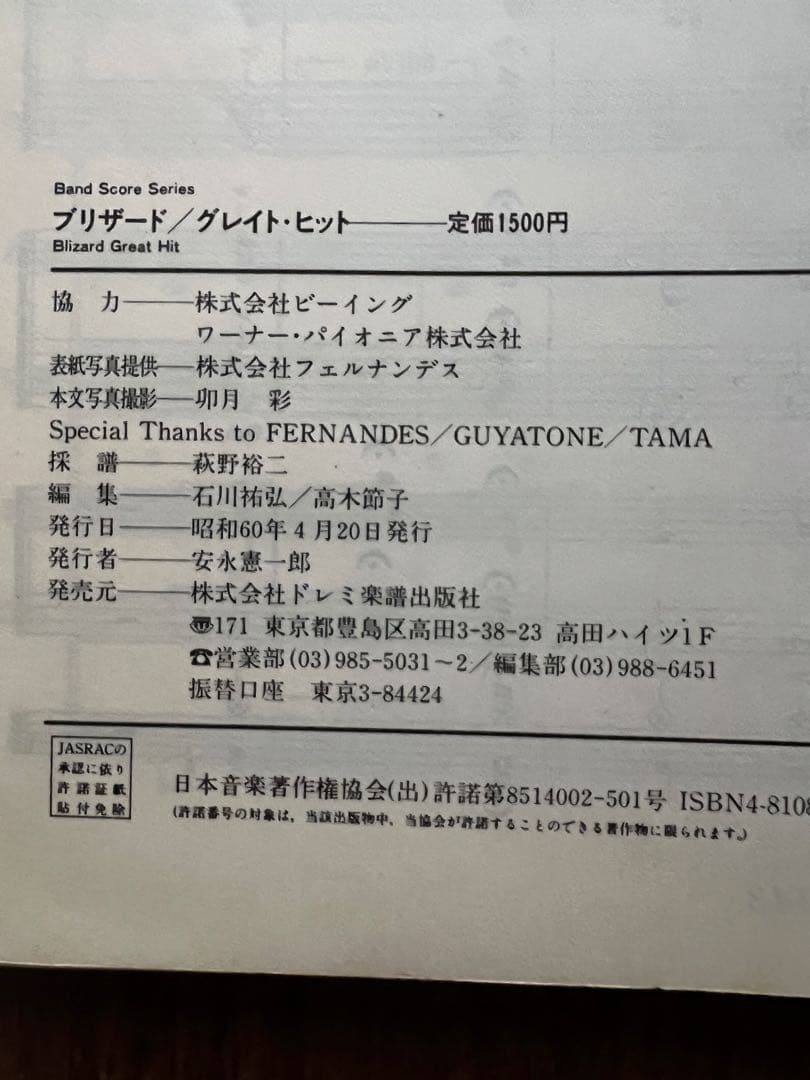 Band Score Series
ブリザード／グレイト・ヒット――――定価1500円
Blizard Great Hit
協　力―――株式会社ビーイング
ワーナー・パイオニア株式会社
表紙写真提供――株式会社フェルナンデス
本文写真撮影――卯月　彩
Special Thanks to FERNANDES／GUYATONE／TAMA
採　譜―――萩野裕二
編　集―――石川祐弘／高木節子
発行日―――昭和60年4月20日発行
発行者―――安永憲一郎
発売元―――株式会社ドレミ楽譜出版社
〠171 東京都豊島区高田3-38-23 高田ハイツ1F
☎営業部(03)985-5031～2／編集部(03)988-6451
振替口座　東京3-84424
JASRACの
承認に依り
許諾証紙
貼付免除
日本音楽著作権協会(出)許諾第8514002-501号 ISBN4-8108
(許諾番号の対象は、当該出版物中、当協会が許諾することのできる著作物に限られます。)